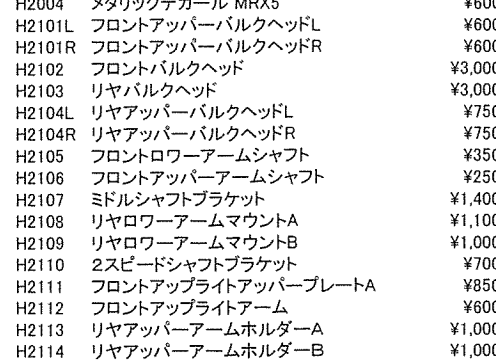 H2004 メタリックデカール MRX5 ¥600
H2101L フロントアッパーバルクヘッドL ¥600
H2101R フロントアッパーバルクヘッドR ¥600
H2102 フロントバルクヘッド ¥3,000
H2103 リヤバルクヘッド ¥3,000
H2104L リヤアッパーバルクヘッドL ¥750
H2104R リヤアッパーバルクヘッドR ¥750
H2105 フロントロワーアームシャフト ¥350
H2106 フロントアッパーアームシャフト ¥250
H2107 ミドルシャフトブラケット ¥1,400
H2108 リヤロワーアームマウントA ¥1,100
H2109 リヤロワーアームマウントB ¥1,000
H2110 2スピードシャフトブラケット ¥700
H2111 フロントアップライトアッパープレートA ¥850
H2112 フロントアップライトアーム ¥600
H2113 リヤアッパーアームホルダーA ¥1,000
H2114 リヤアッパーアームホルダーB ¥1,000